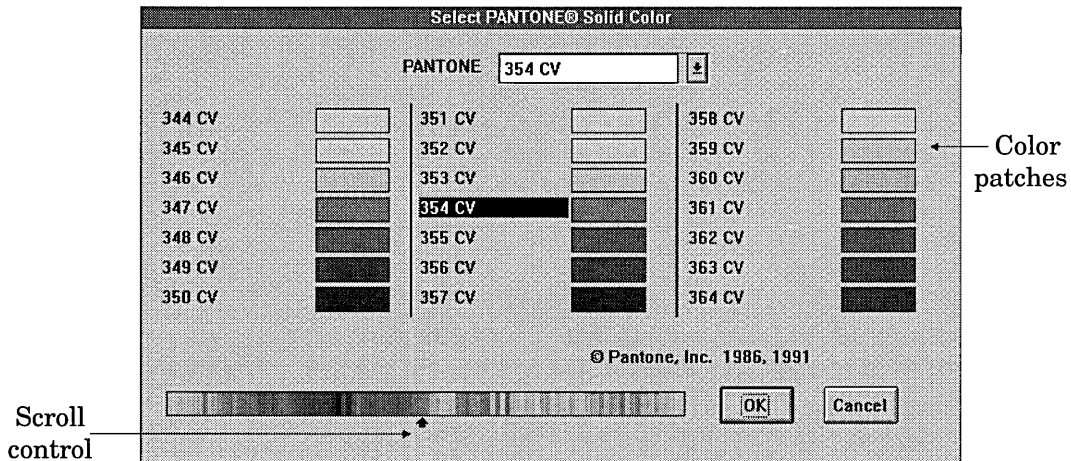 Select PANTONE® Solid Color
PANTONE 354 CV
344 CV 351 CV 358 CV
345 CV 352 CV 359 CV
346 CV 353 CV 360 CV
347 CV 354 CV 361 CV
348 CV 355 CV 362 CV
349 CV 356 CV 363 CV
350 CV 357 CV 364 CV
Color
patches
© Pantone, Inc. 1986, 1991
OK Cancel
Scroll
control